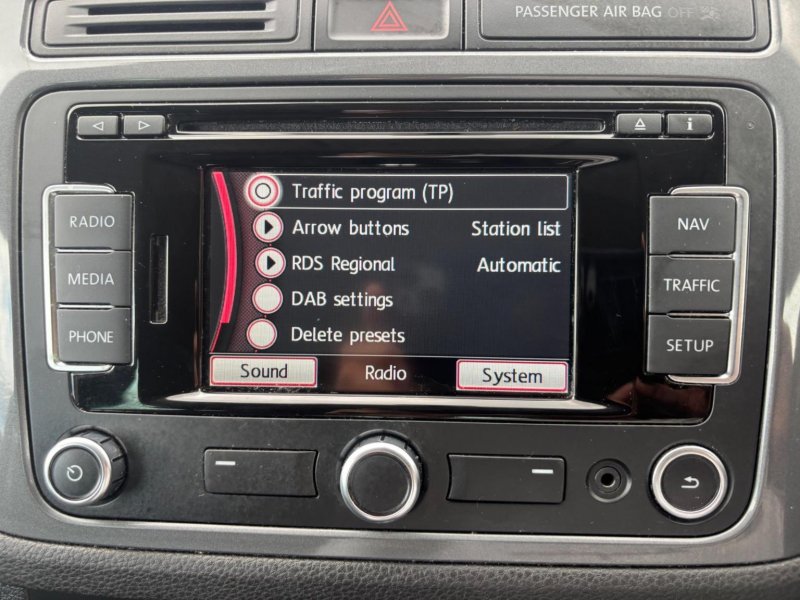 PASSENGER AIR BAG OFF
RADIO
MEDIA
PHONE
Traffic program (TP)
Arrow buttons Station list
RDS Regional Automatic
DAB settings
Delete presets
Sound Radio System
NAV
TRAFFIC
SETUP
i